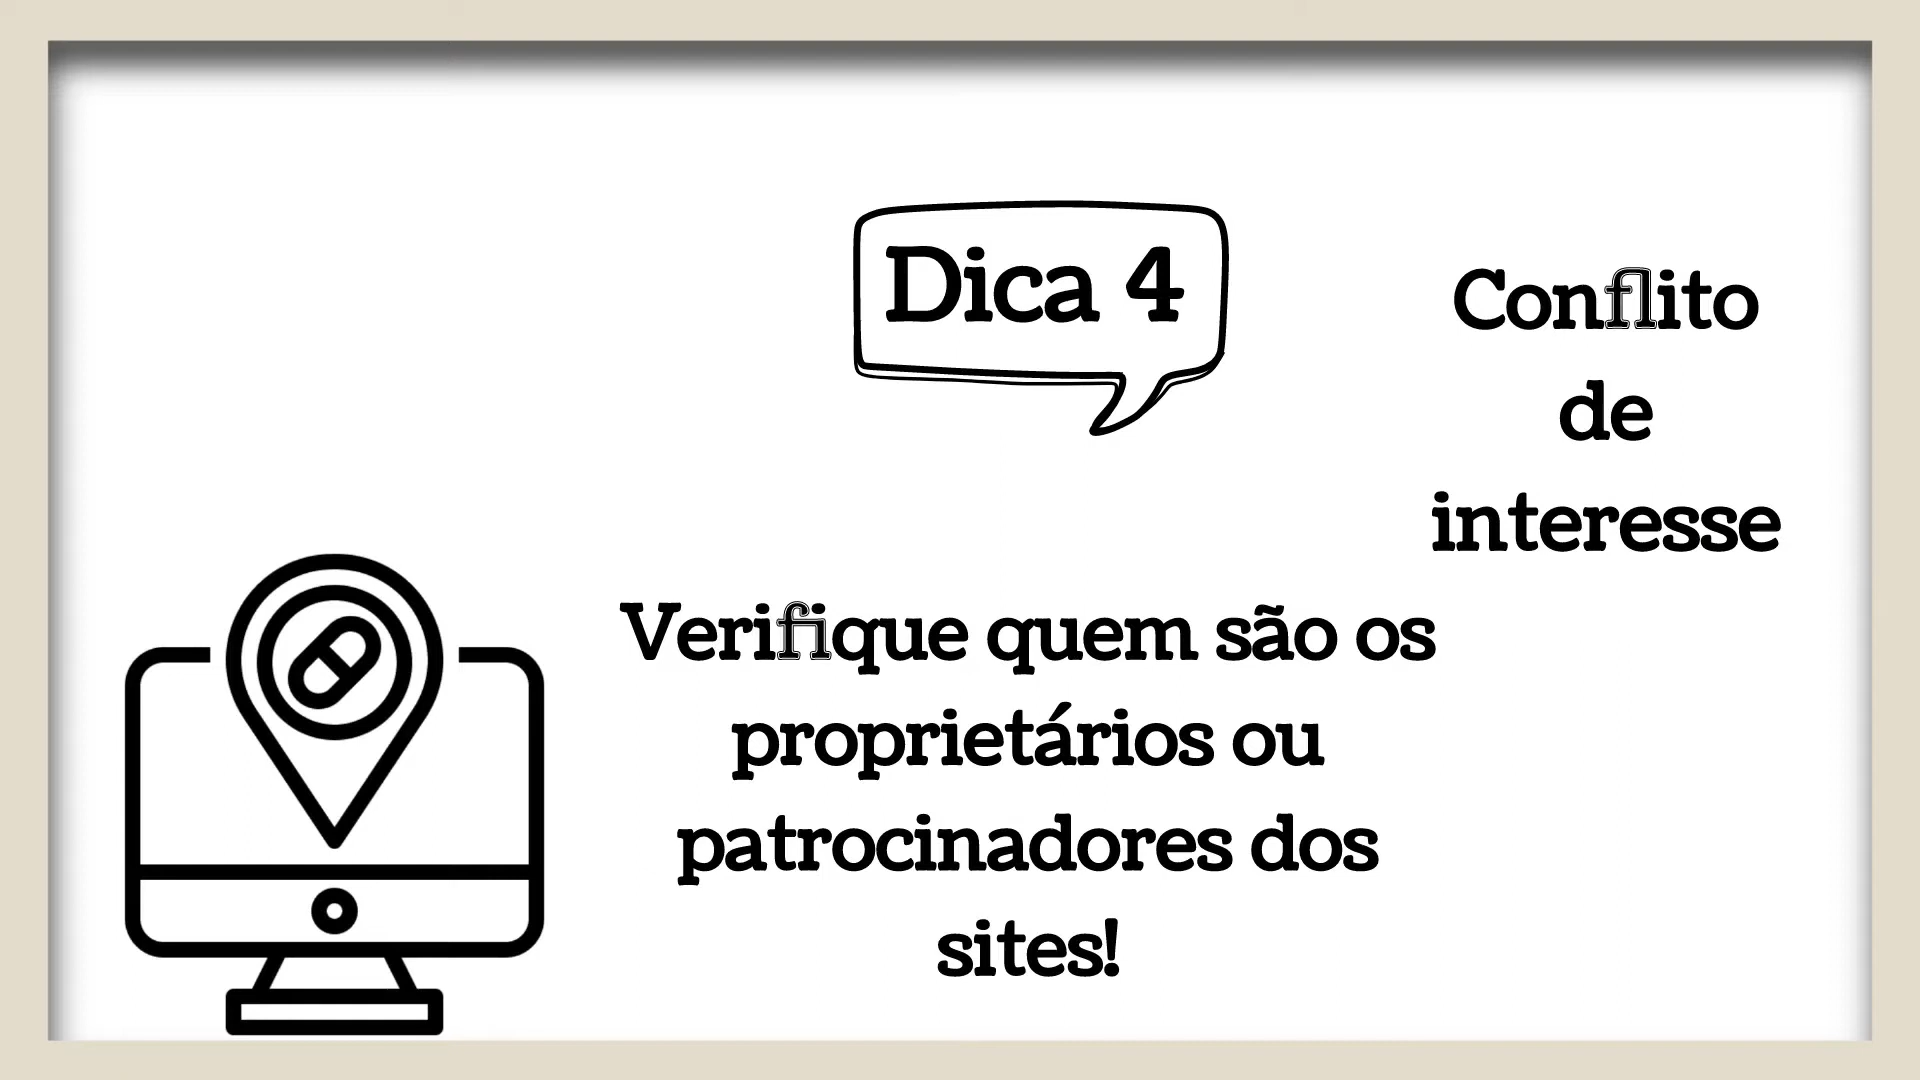 Dica 4
Conflito
de
interesse
Verifique quem são os
proprietários ou
patrocinadores dos
sites!